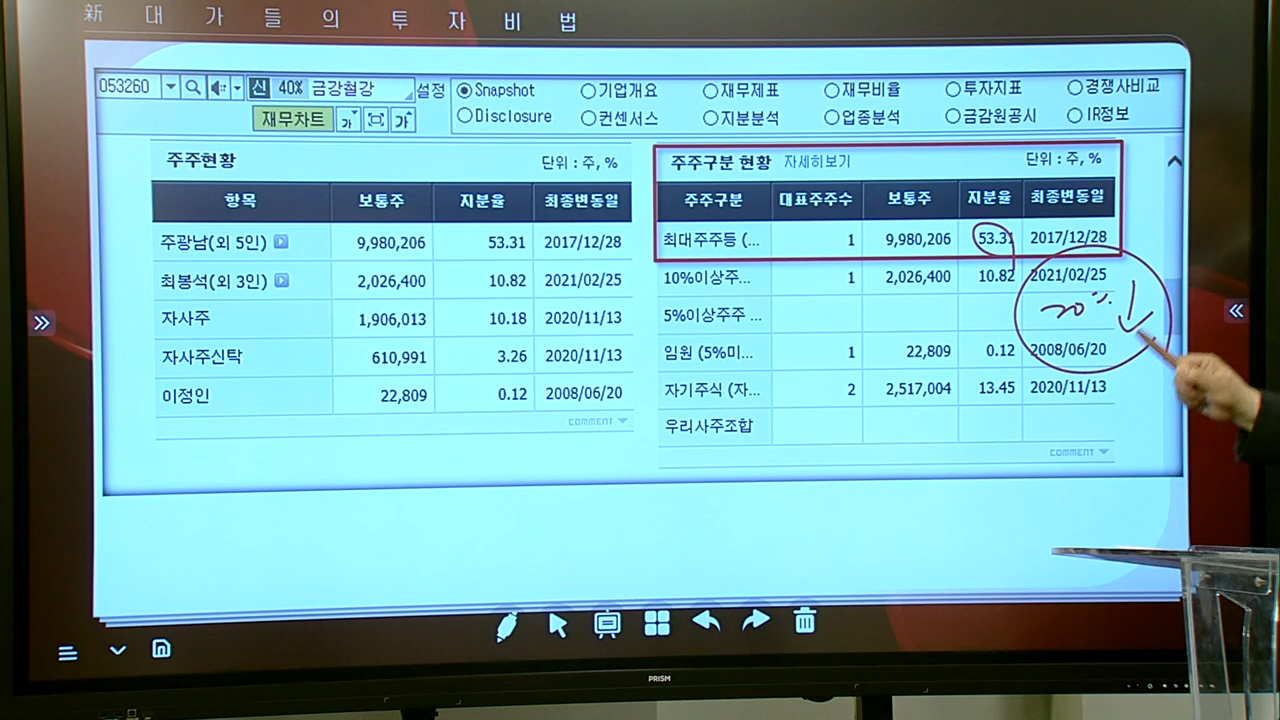 新 대 가 들 의 투 자 비 법
053260 신 40% 금강철강 설정
Snapshot 기업개요 재무제표 재무비율 투자지표 경쟁사비교
재무차트 가 가
Disclosure 컨센서스 지분분석 업종분석 금감원공시 IR정보
주주현황 단위 : 주, %
항목 보통주 지분율 최종변동일
주광남(외 5인) 9,980,206 53.31 2017/12/28
최봉석(외 3인) 2,026,400 10.82 2021/02/25
자사주 1,906,013 10.18 2020/11/13
자사주신탁 610,991 3.26 2020/11/13
이정인 22,809 0.12 2008/06/20
COMMENT
주주구분 현황 자세히보기 단위 : 주, %
주주구분 대표주주수 보통주 지분율 최종변동일
최대주주등 (... 1 9,980,206 53.31 2017/12/28
10%이상주... 1 2,026,400 10.82 2021/02/25
5%이상주주 ...
임원 (5%미... 1 22,809 0.12 2008/06/20
자기주식 (자... 2 2,517,004 13.45 2020/11/13
우리사주조합
COMMENT
20% ↓
PRISM